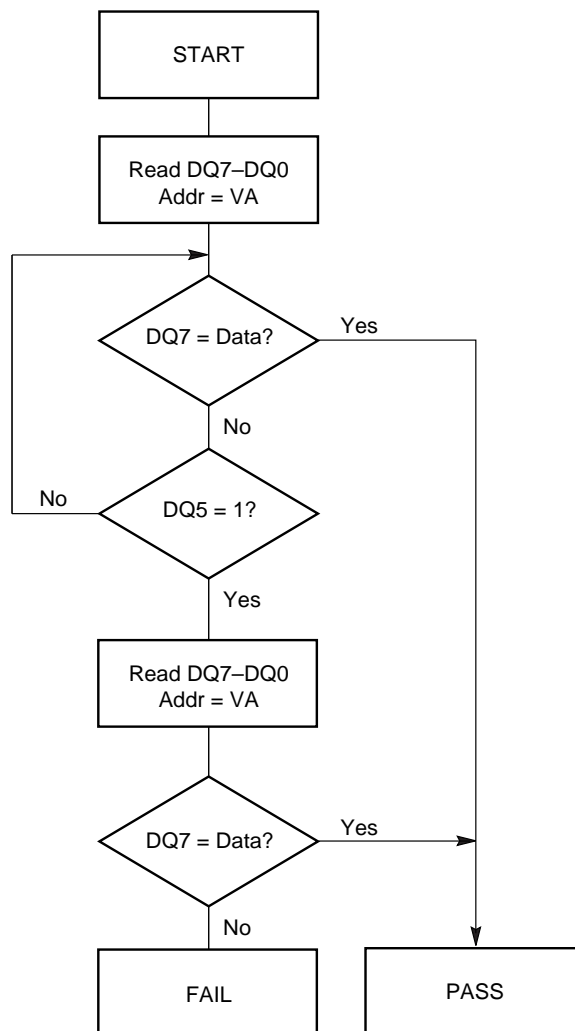 START
Read DQ7–DQ0
Addr = VA
DQ7 = Data?
Yes
No
No
DQ5 = 1?
Yes
Read DQ7–DQ0
Addr = VA
DQ7 = Data?
Yes
No
FAIL
PASS